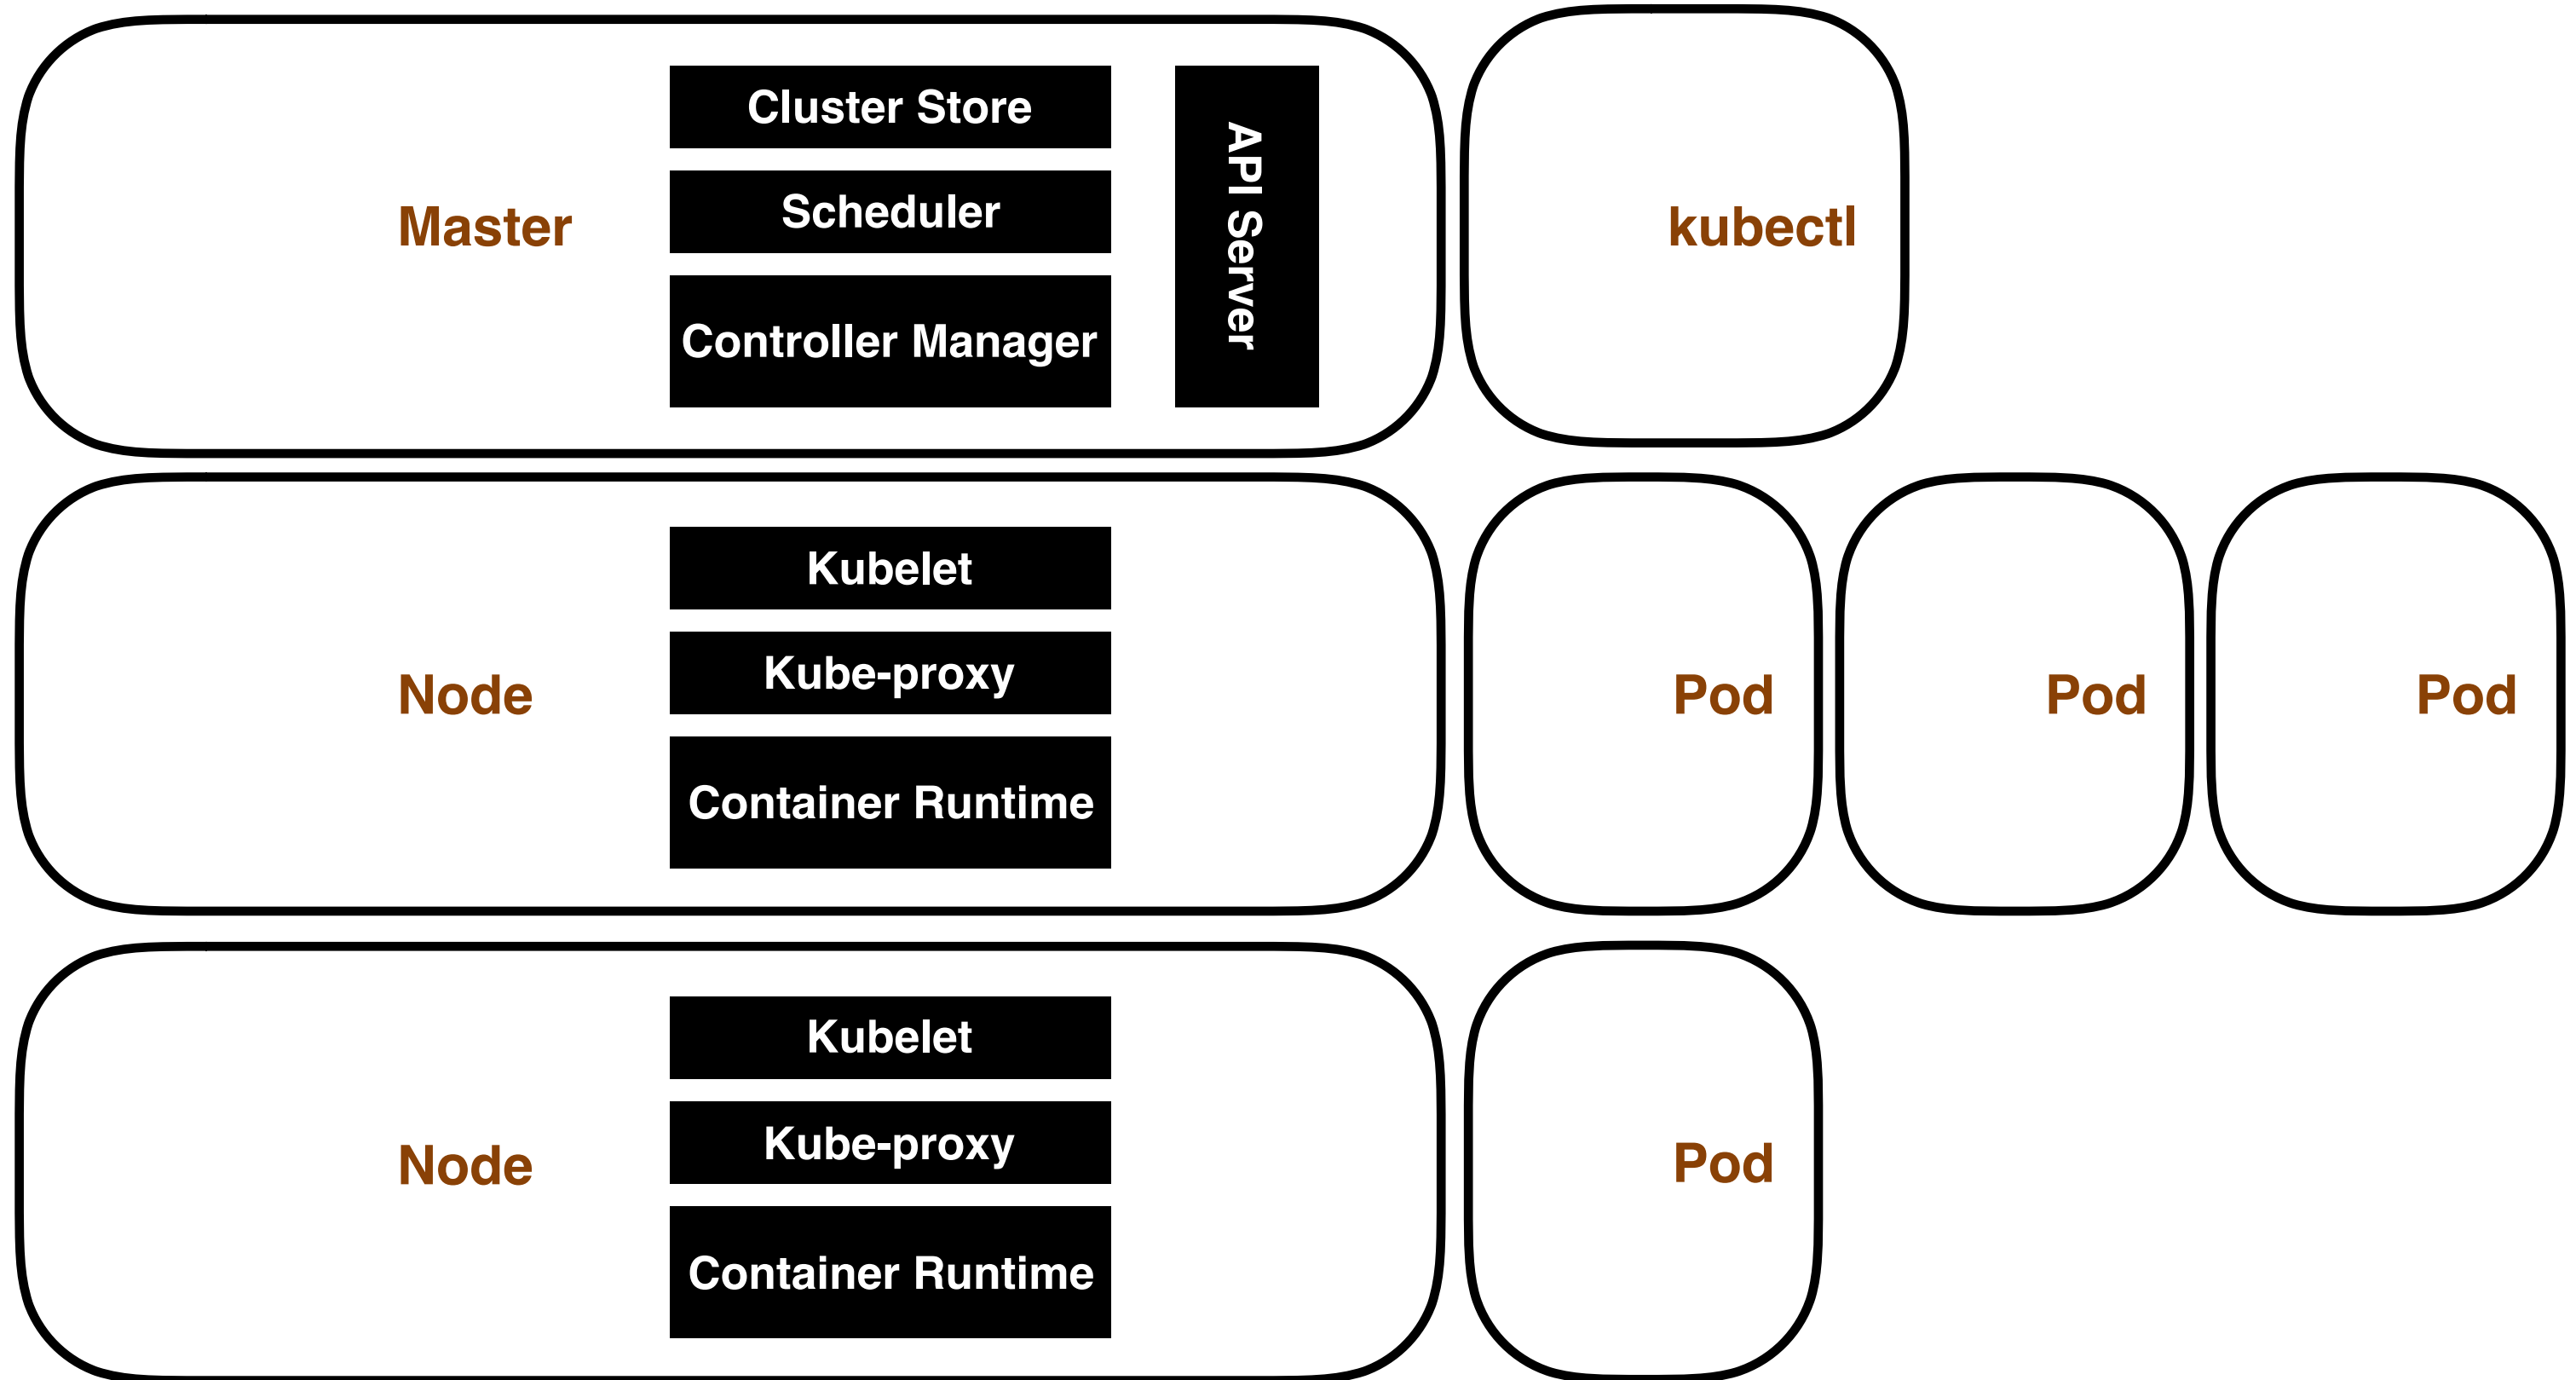 Master
Cluster Store
Scheduler
Controller Manager
API Server
kubectl
Node
Kubelet
Kube-proxy
Container Runtime
Pod
Pod
Pod
Node
Kubelet
Kube-proxy
Container Runtime
Pod